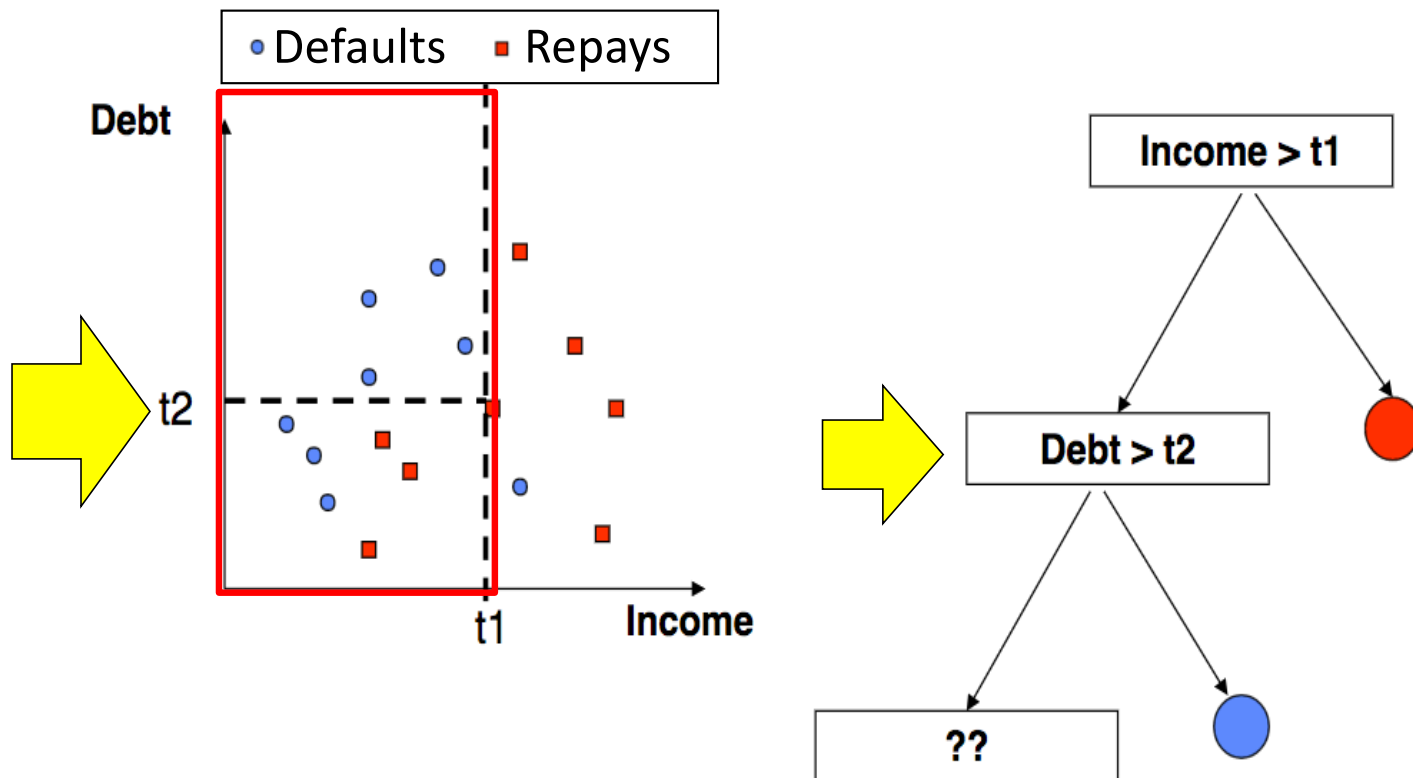 Defaults Repays
Debt
t2
t1
Income
Income > t1
Debt > t2
??